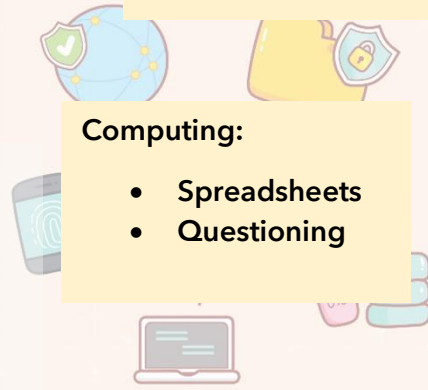 Computing:
• Spreadsheets
• Questioning